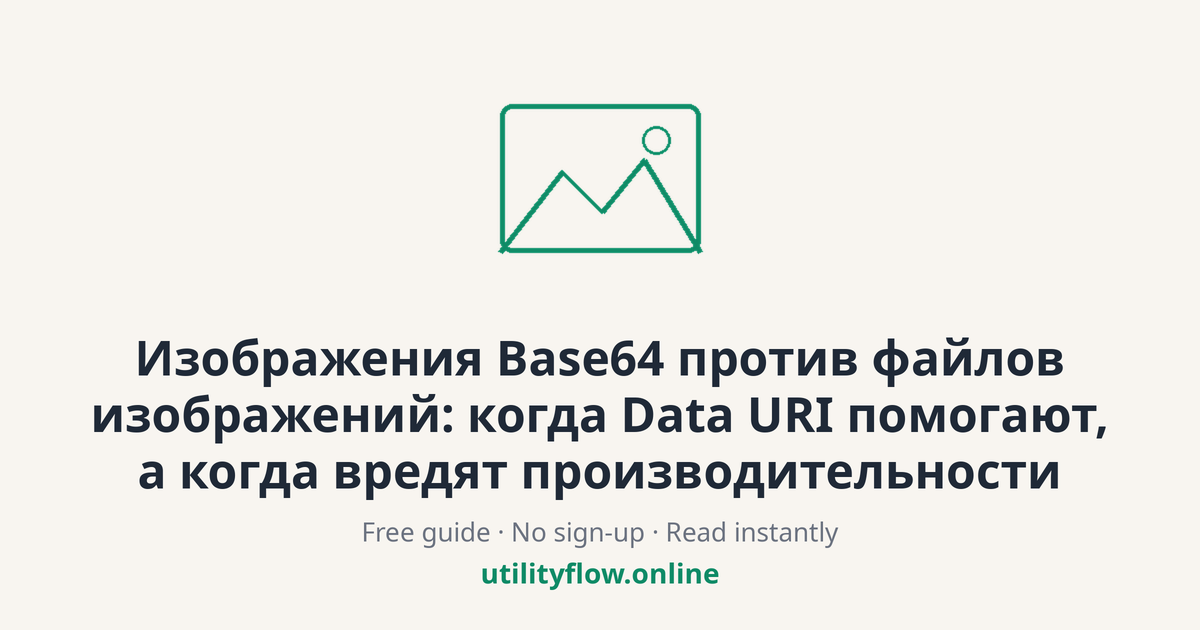 Изображения Base64 против файлов
изображений: когда Data URI помогают,
а когда вредят производительности
Free guide · No sign-up · Read instantly
utilityflow.online